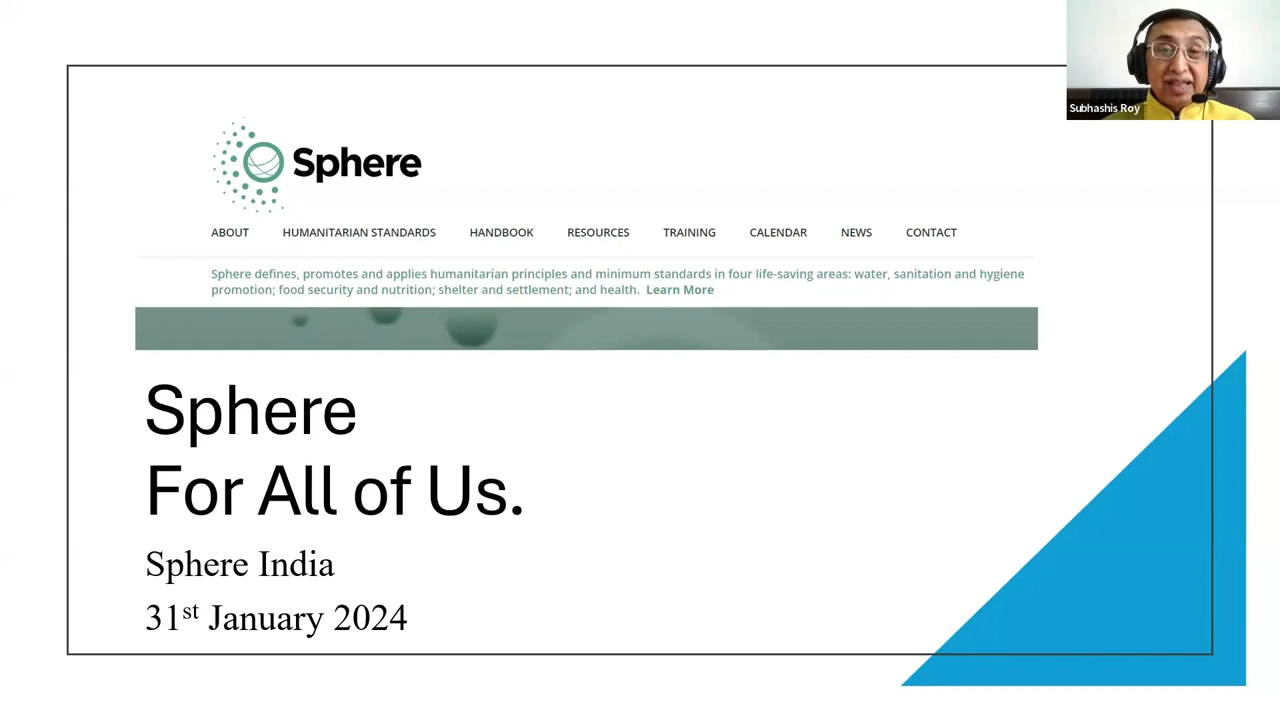 Subhashis Roy
Sphere
ABOUT HUMANITARIAN STANDARDS HANDBOOK RESOURCES TRAINING CALENDAR NEWS CONTACT
Sphere defines, promotes and applies humanitarian principles and minimum standards in four life-saving areas: water, sanitation and hygiene
promotion; food security and nutrition; shelter and settlement; and health. Learn More
Sphere
For All of Us.
Sphere India
31st January 2024